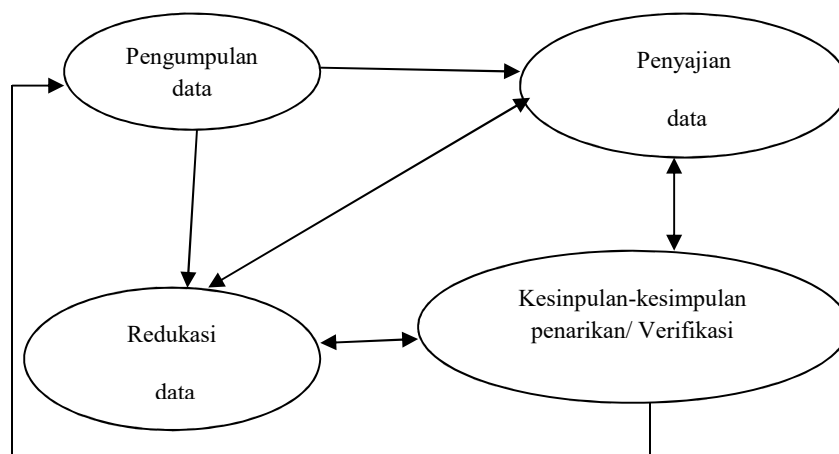 Pengumpulan
data
Penyajian
data
Redukasi
data
Kesinpulan-kesimpulan
penarikan/ Verifikasi